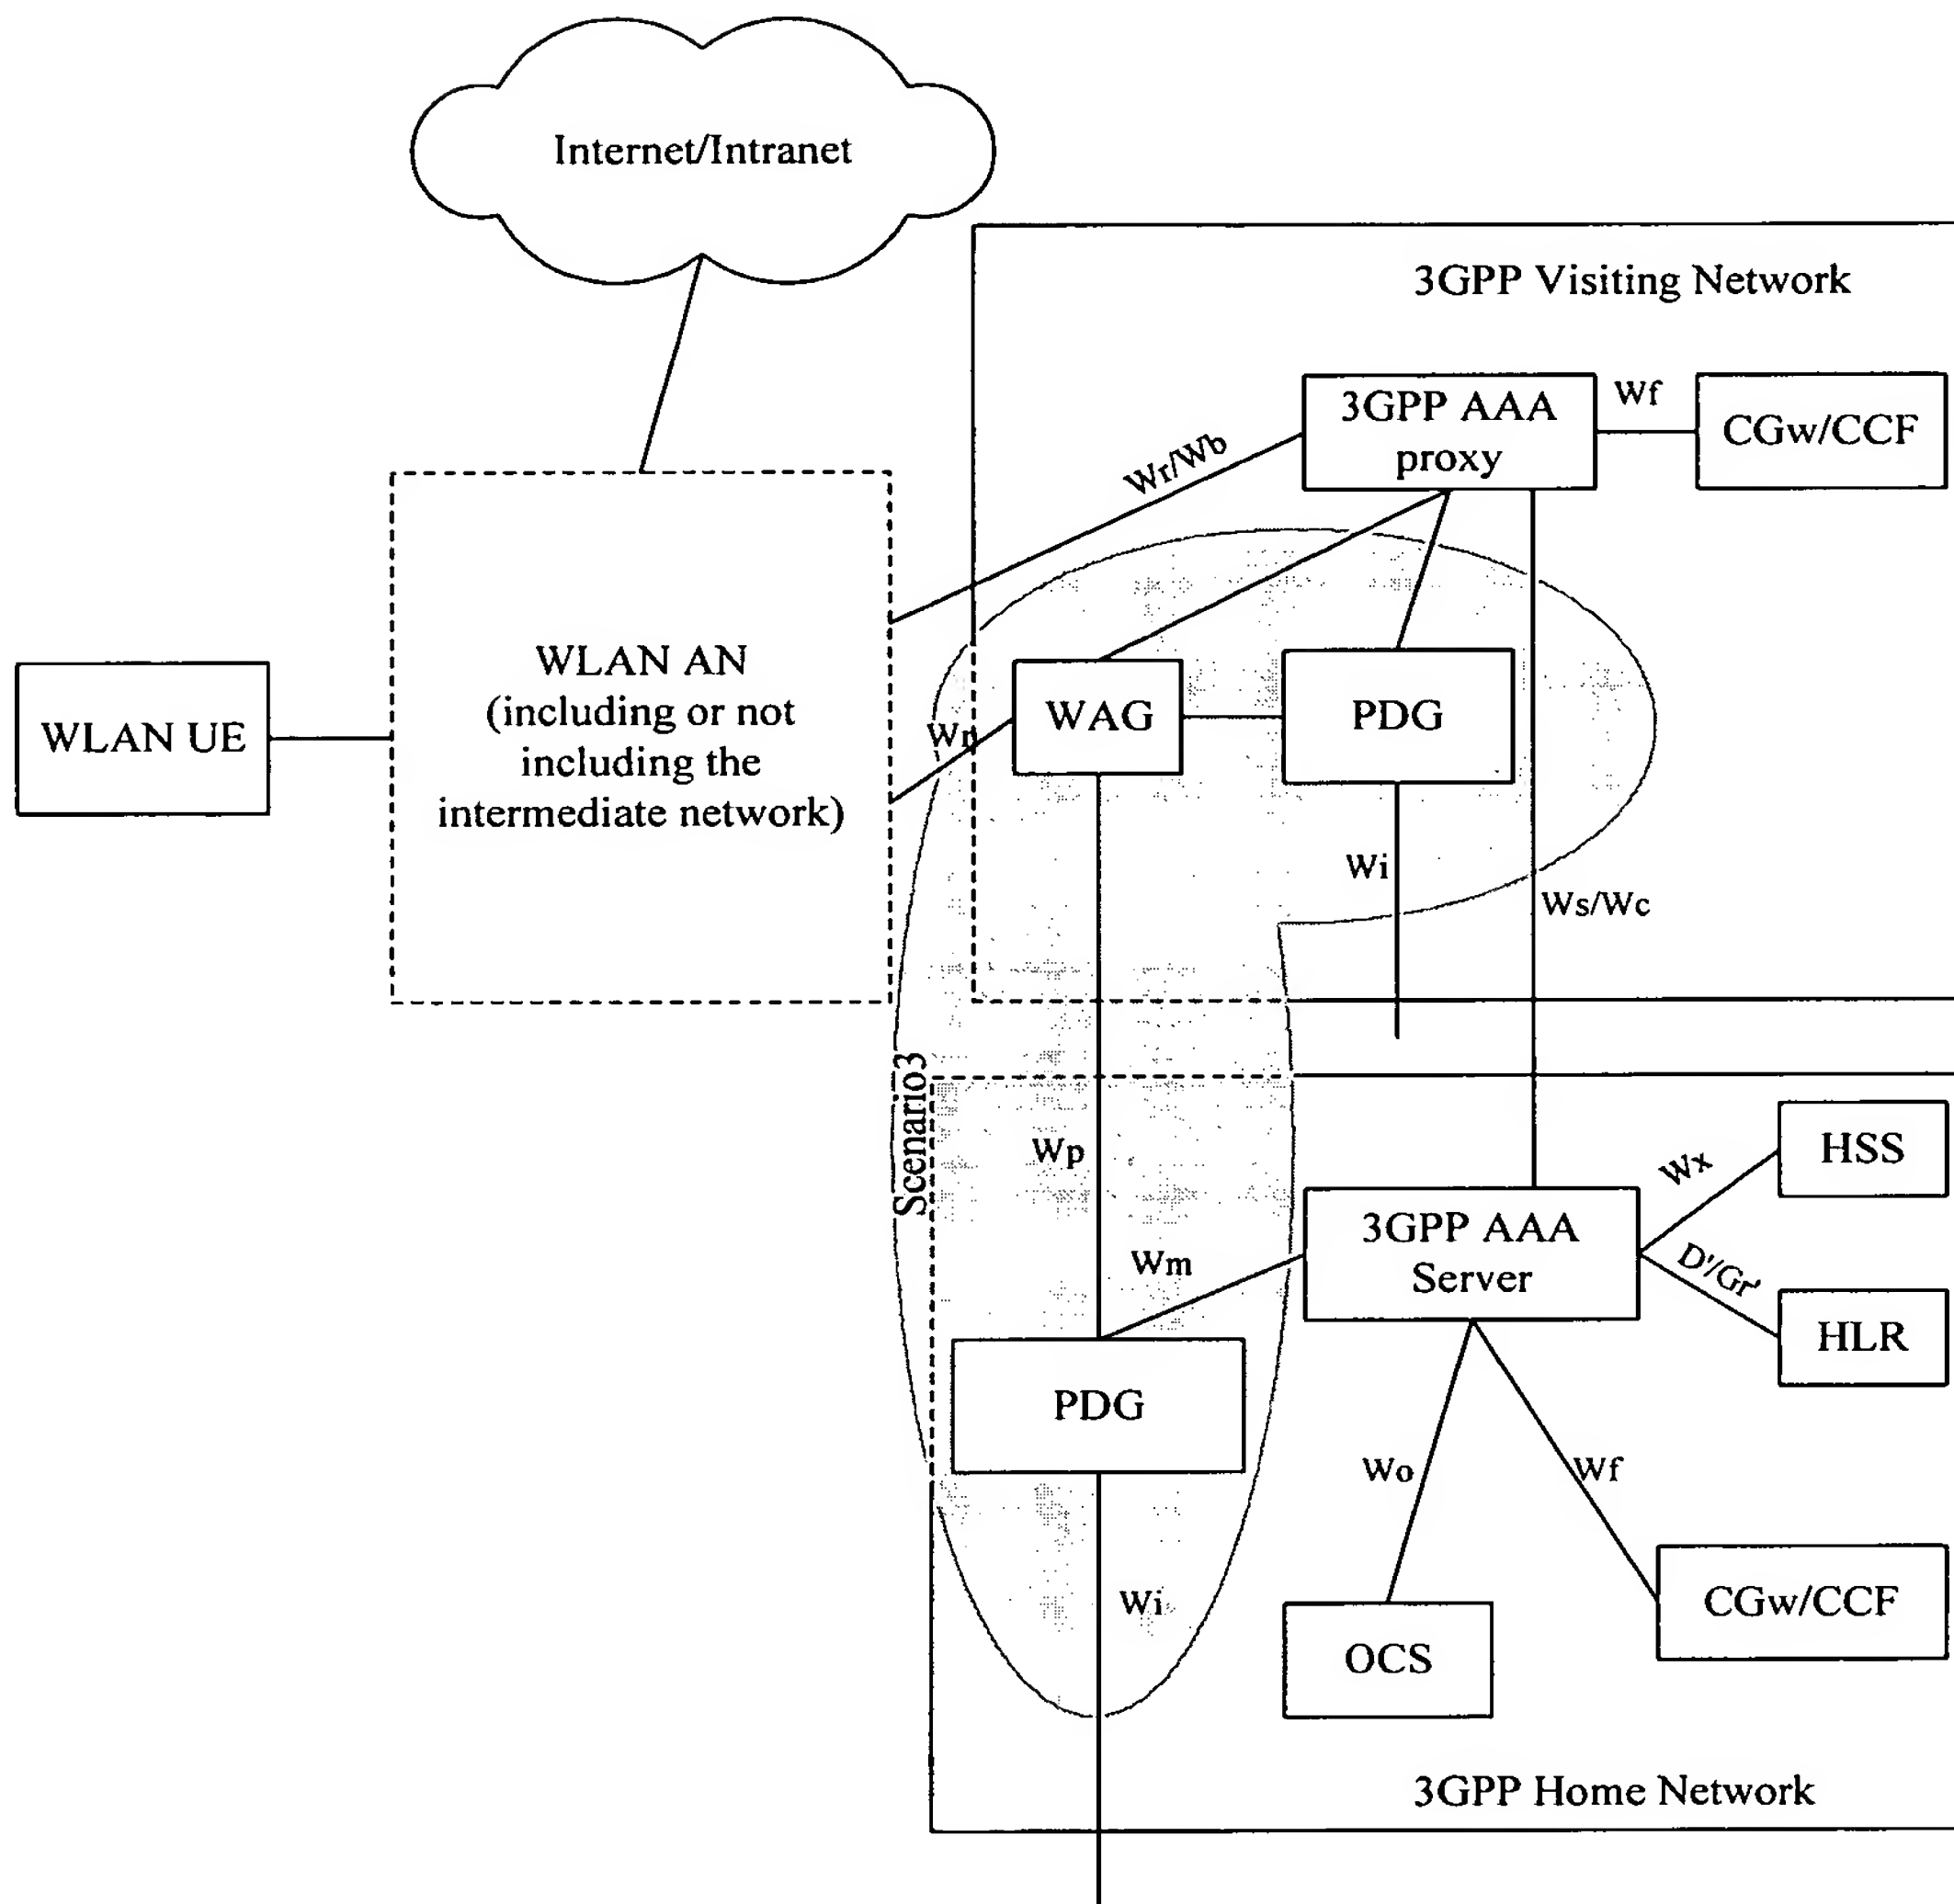 Internet/Intranet
3GPP Visiting Network
3GPP AAA
proxy
Wf
CGw/CCF
Wr/Wb
WLAN UE
WLAN AN
(including or not
including the
intermediate network)
Wn
WAG
PDG
Wi
Ws/Wc
Scenario3
Wp
Wm
3GPP AAA
Server
Wx
HSS
D'/Gr'
HLR
PDG
Wo
Wf
Wi
OCS
CGw/CCF
3GPP Home Network